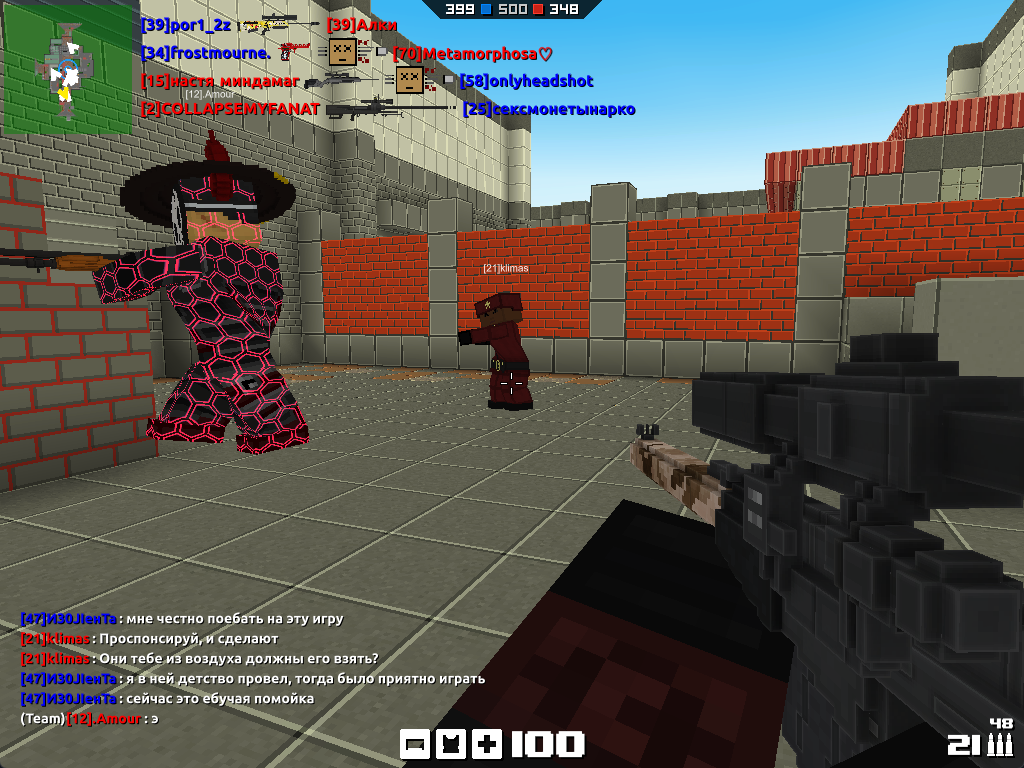 399 500 348
[39]por1_2z [39]Алки
[34]frostmourne. [70]Metamorphosa♡
[15]настя миндамаг [58]onlyheadshot
[12].Amour
[2]COLLAPSEMYFANAT [25]сексмонетынарко
[21]klimas
[47]И30ЛIенТа : мне честно поебать на эту игру
[21]klimas : Проспонсируй, и сделают
[21]klimas : Они тебе из воздуха должны его взять?
[47]И30ЛIенТа : я в ней детство провел, тогда было приятно играть
[47]И30ЛIенТа : сейчас это ебучая помойка
(Team)[12].Amour : э
100
48
21